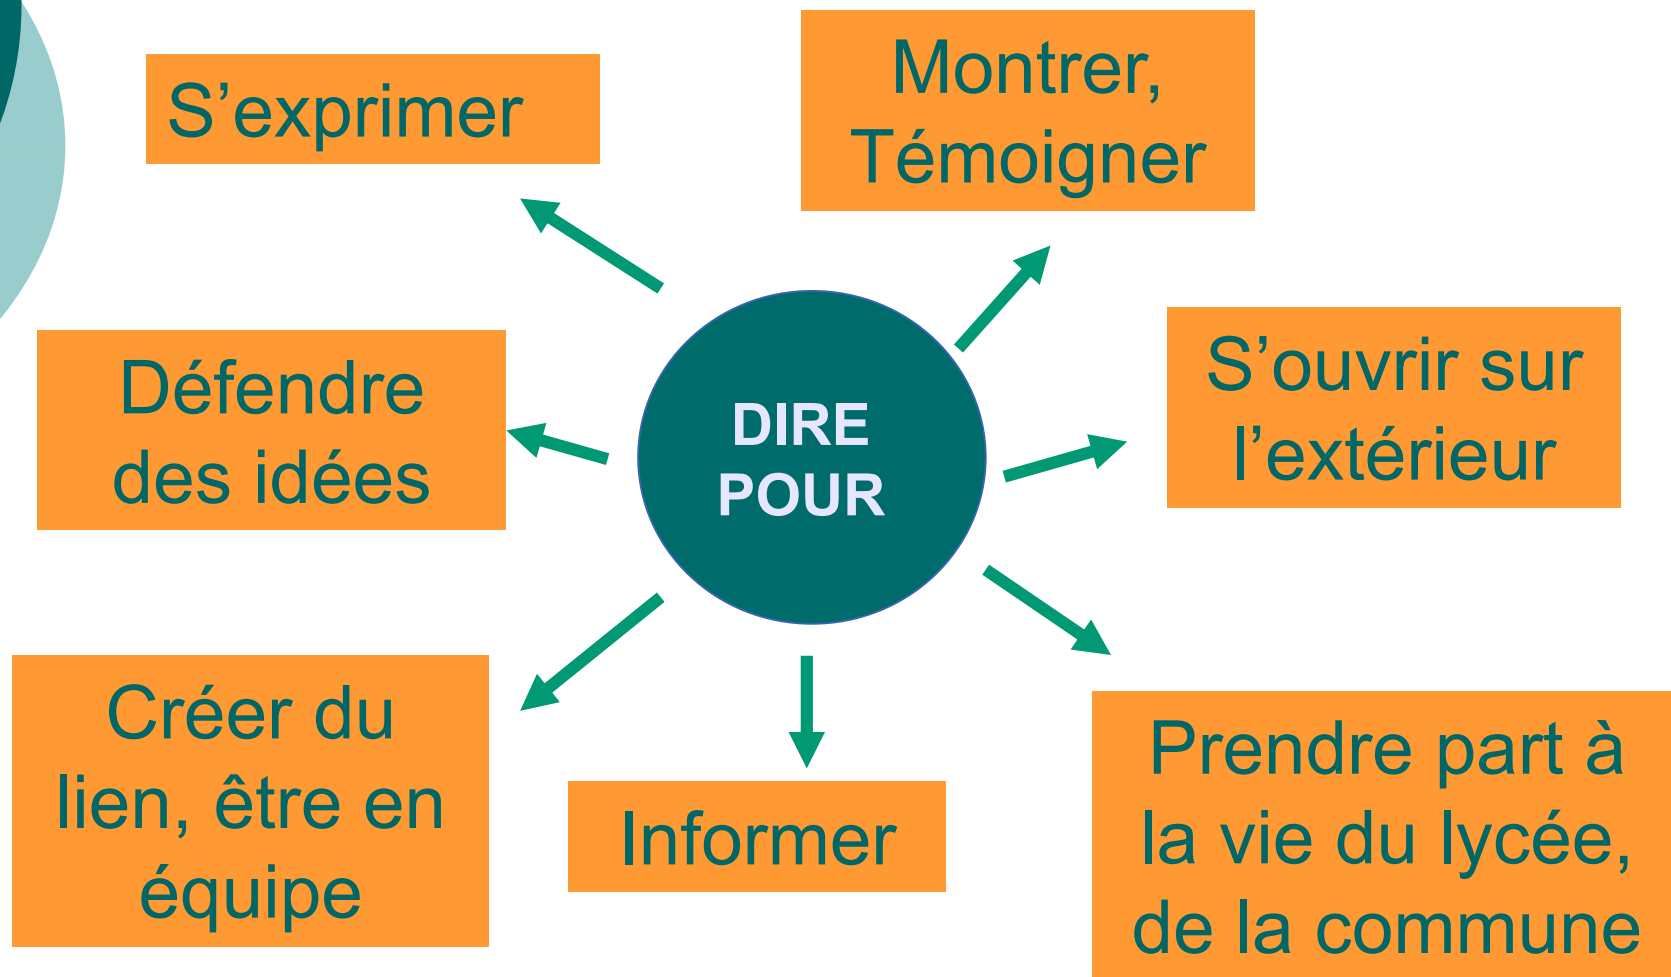 S’exprimer
Montrer,
Témoigner
Défendre
des idées
DIRE
POUR
S’ouvrir sur
l’extérieur
Créer du
lien, être en
équipe
Informer
Prendre part à
la vie du lycée,
de la commune